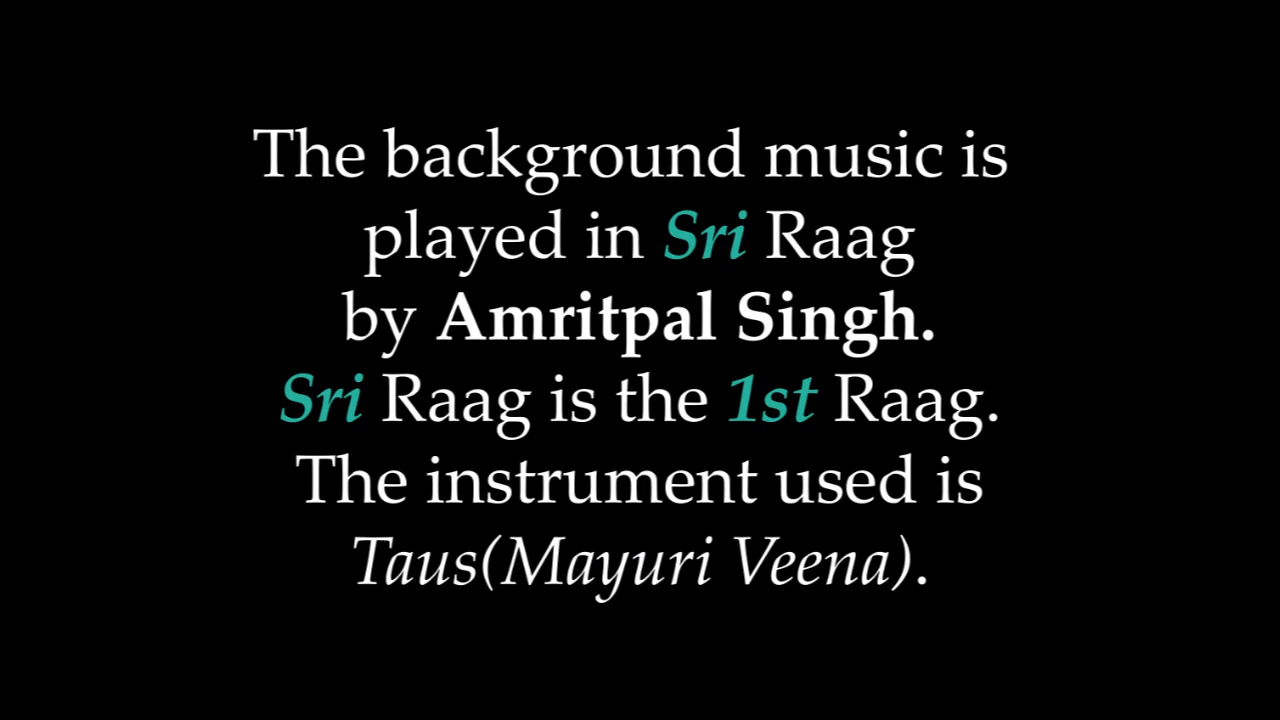 The background music is
played in Sri Raag
by Amritpal Singh.
Sri Raag is the 1st Raag.
The instrument used is
Taus(Mayuri Veena).